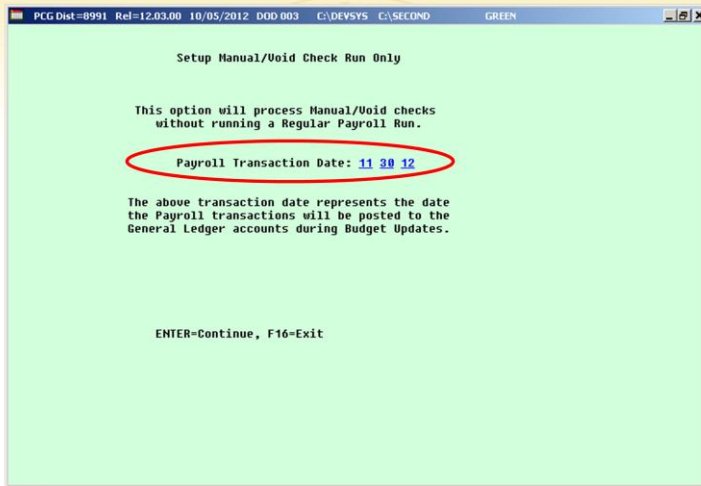 PCG Dist=8991 Rel=12.03.00 10/05/2012 DOD 003 C:\DEVSYS C:\SECOND GREEN
Setup Manual/Void Check Run Only
This option will process Manual/Void checks
without running a Regular Payroll Run.
Payroll Transaction Date: 11 30 12
The above transaction date represents the date
the Payroll transactions will be posted to the
General Ledger accounts during Budget Updates.
ENTER=Continue, F16=Exit